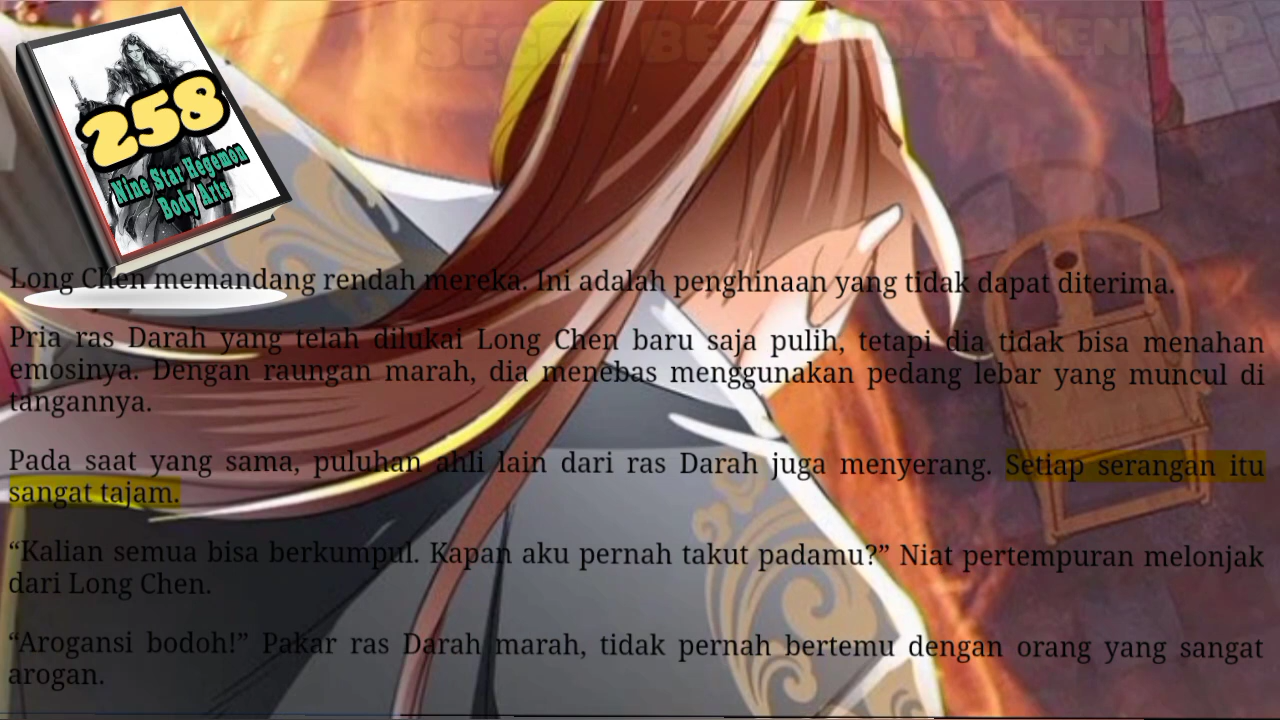 SEGEL BERKARAT LENYAP
258
Nine Star Hegemon
Body Arts
Long Chen memandang rendah mereka. Ini adalah penghinaan yang tidak dapat diterima.
Pria ras Darah yang telah dilukai Long Chen baru saja pulih, tetapi dia tidak bisa menahan
emosinya. Dengan raungan marah, dia menebas menggunakan pedang lebar yang muncul di
tangannya.
Pada saat yang sama, puluhan ahli lain dari ras Darah juga menyerang. Setiap serangan itu
sangat tajam.
“Kalian semua bisa berkumpul. Kapan aku pernah takut padamu?” Niat pertempuran melonjak
dari Long Chen.
“Arogansi bodoh!” Pakar ras Darah marah, tidak pernah bertemu dengan orang yang sangat
arogan.